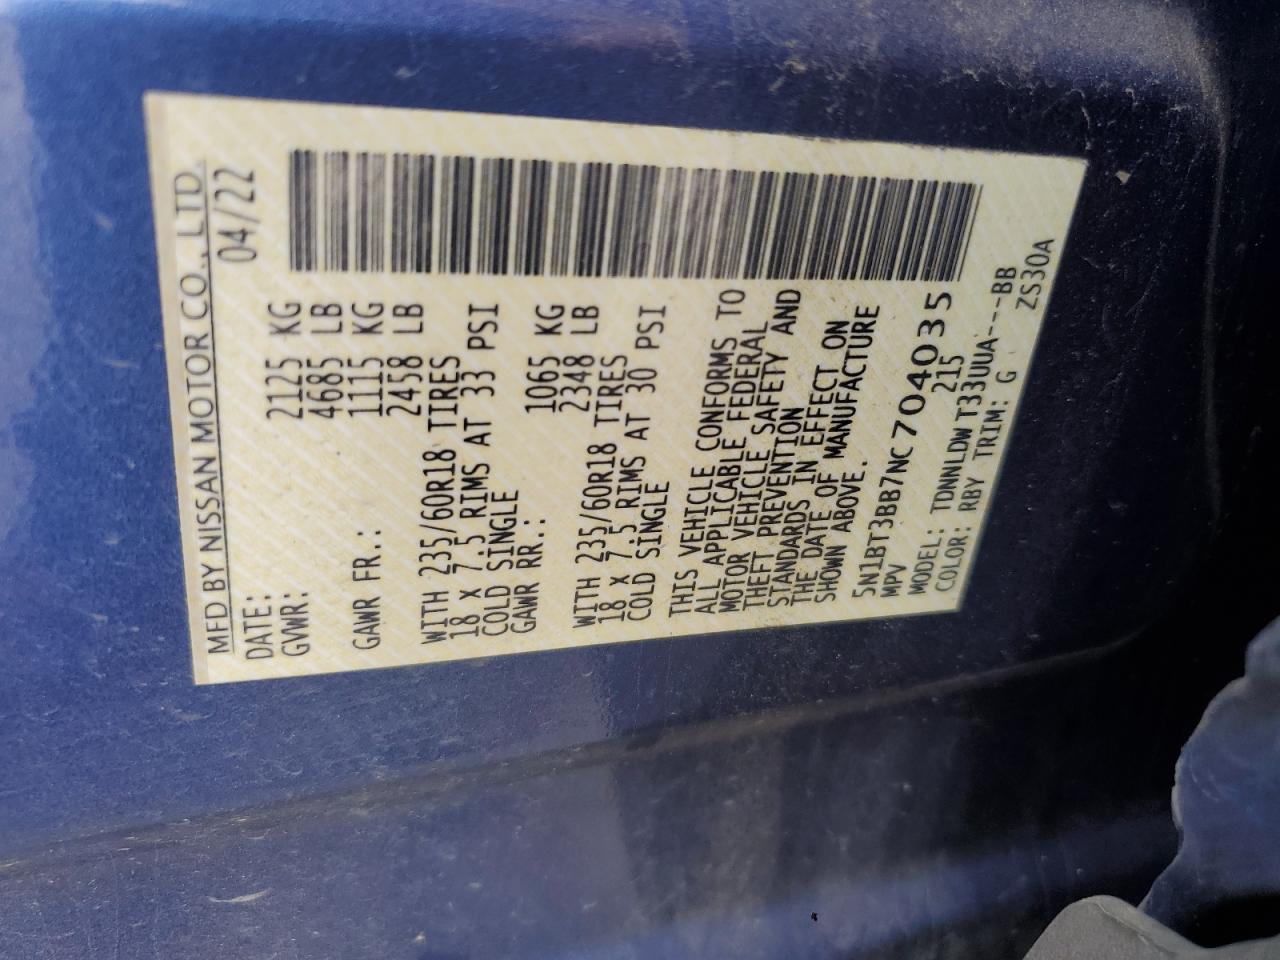 MFD BY NISSAN MOTOR CO., LTD.
DATE: 04/22
GVWR: 2125 KG
4685 LB
GAWR FR.: 1115 KG
2458 LB
WITH 235/60R18 TIRES
18 X 7.5 RIMS AT 33 PSI
COLD SINGLE
GAWR RR.: 1065 KG
2348 LB
WITH 235/60R18 TIRES
18 X 7.5 RIMS AT 30 PSI
COLD SINGLE
THIS VEHICLE CONFORMS TO
ALL APPLICABLE FEDERAL
MOTOR VEHICLE SAFETY AND
THEFT PREVENTION
STANDARDS IN EFFECT ON
THE DATE OF MANUFACTURE
SHOWN ABOVE.
5N1BT3BB7NC704035
MPV 215
MODEL: TDNNLDW T33UUA---BB
COLOR: RBY TRIM: G ZS30A